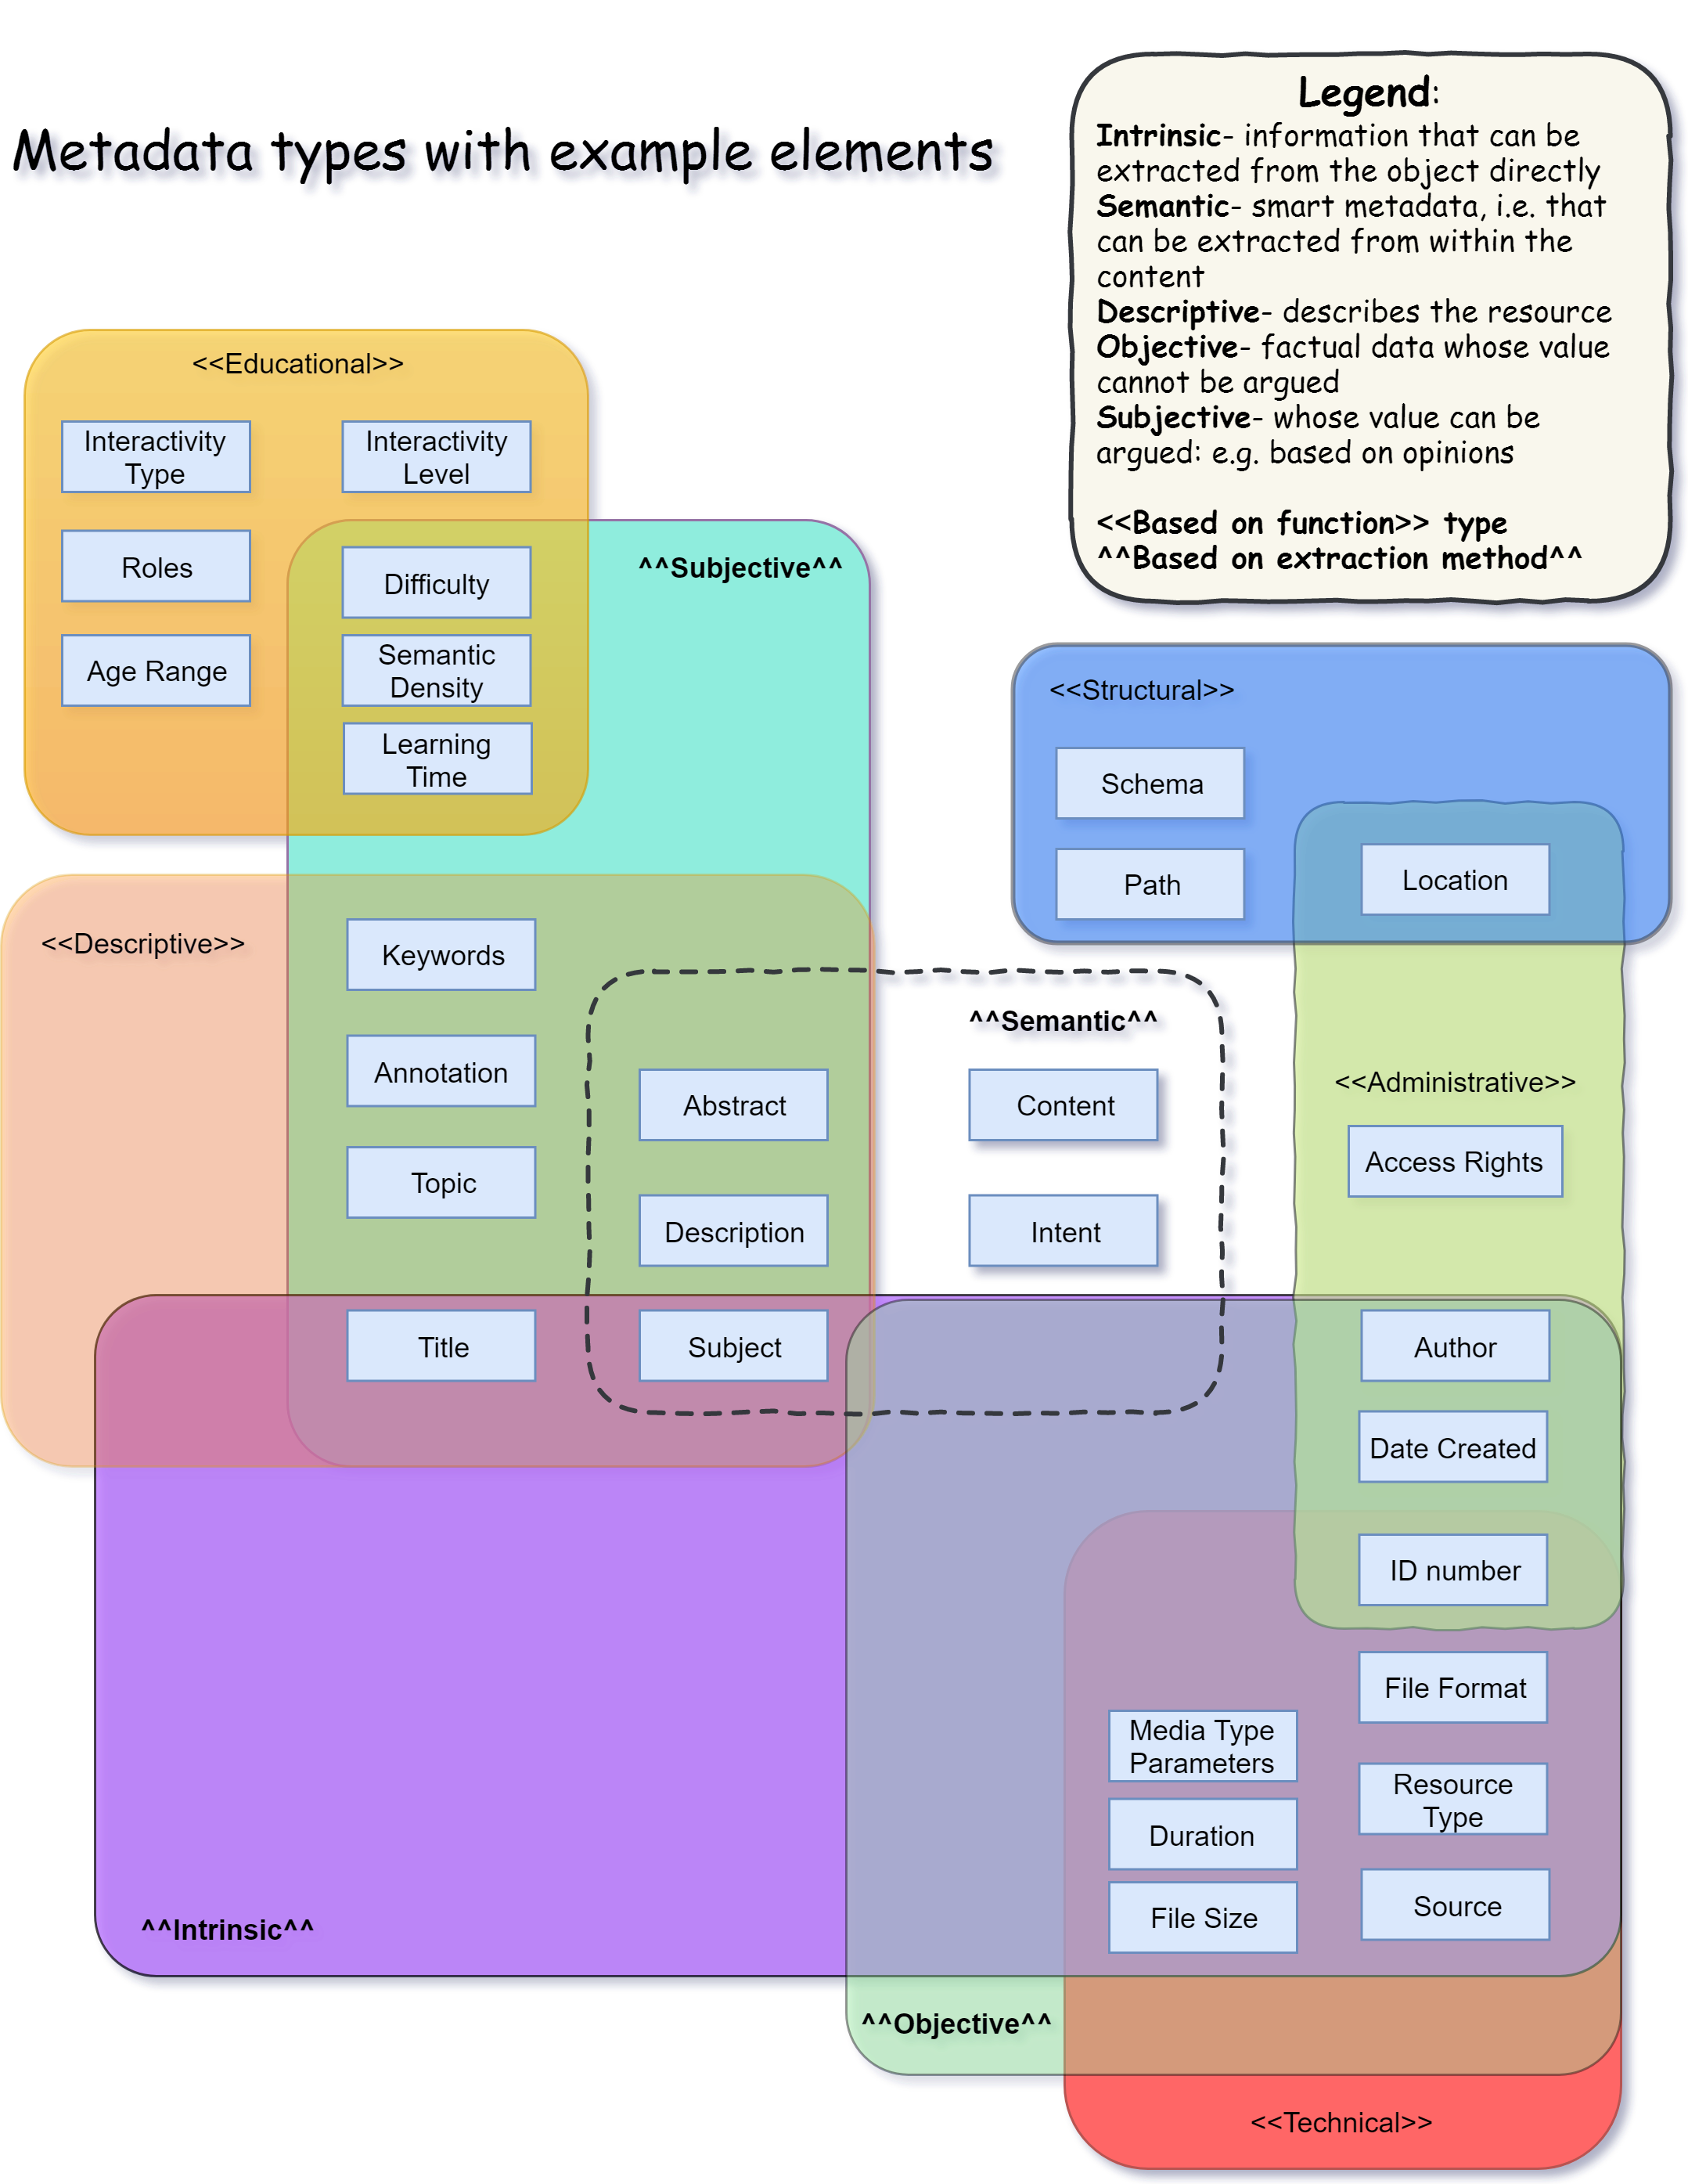 Metadata types with example elements
Legend:
Intrinsic- information that can be
extracted from the object directly
Semantic- smart metadata, i.e. that
can be extracted from within the
content
Descriptive- describes the resource
Objective- factual data whose value
cannot be argued
Subjective- whose value can be
argued: e.g. based on opinions
<<Based on function>> type
^^Based on extraction method^^
<<Educational>>
Interactivity
Type
Interactivity
Level
Roles
Age Range
Difficulty
Semantic
Density
Learning
Time
^^Subjective^^
<<Structural>>
Schema
Path
Location
<<Descriptive>>
Keywords
Annotation
Topic
Title
Abstract
Description
Subject
^^Semantic^^
Content
Intent
<<Administrative>>
Access Rights
Author
Date Created
ID number
File Format
Media Type
Parameters
Resource
Type
Duration
File Size
Source
^^Intrinsic^^
^^Objective^^
<<Technical>>